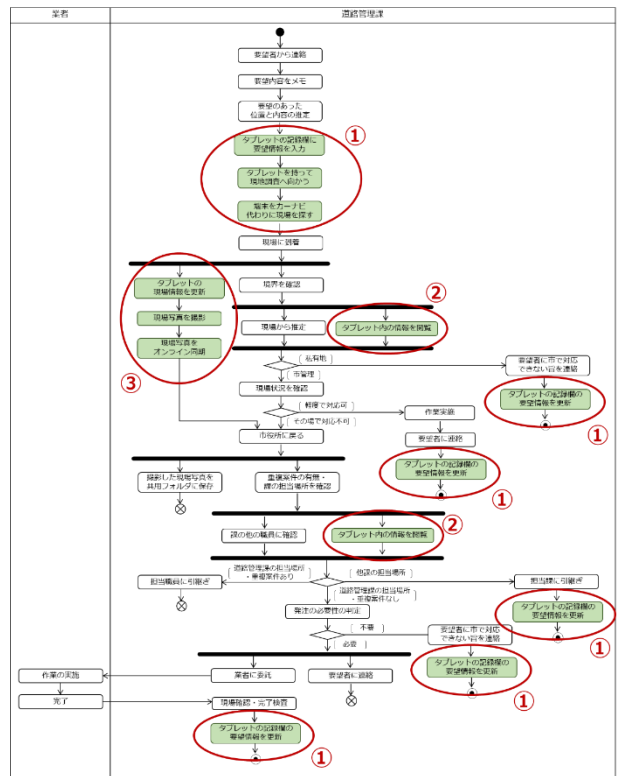 業者
道路管理課
要望者から連絡
要望内容をメモ
要望のあった
位置と内容の推定
①
タブレットの記録欄に
要望情報を入力
タブレットを持って
現地調査へ向かう
端末をカーナビ
代わりに現場を探す
現場に到着
タブレットの
現場情報を更新
現場写真を撮影
現場写真を
オンライン同期
③
境界を確認
②
現場から推定
タブレット内の情報を閲覧
[ 私有地 ]
[ 市管理 ]
要望者に市で対応
できない旨を連絡
タブレットの記録欄の
要望情報を更新
①
現場状況を確認
[ 軽度で対応可 ]
[ その場で対応不可 ]
作業実施
要望者に連絡
タブレットの記録欄の
要望情報を更新
①
市役所に戻る
撮影した現場写真を
共用フォルダに保存
重複案件の有無・
課の担当場所を確認
②
課の他の職員に確認
タブレット内の情報を閲覧
[ 道路管理課の担当場所
・重複案件あり ]
[ 他課の担当場所 ]
担当職員に引継ぎ
担当課に引継ぎ
[ 道路管理課の担当場所
・重複案件なし ]
タブレットの記録欄の
要望情報を更新
①
発注の必要性の判定
[ 不要 ]
[ 必要 ]
要望者に市で対応
できない旨を連絡
タブレットの記録欄の
要望情報を更新
①
作業の実施
業者に委託
要望者に連絡
完了
現場確認・完了検査
タブレットの記録欄の
要望情報を更新
①